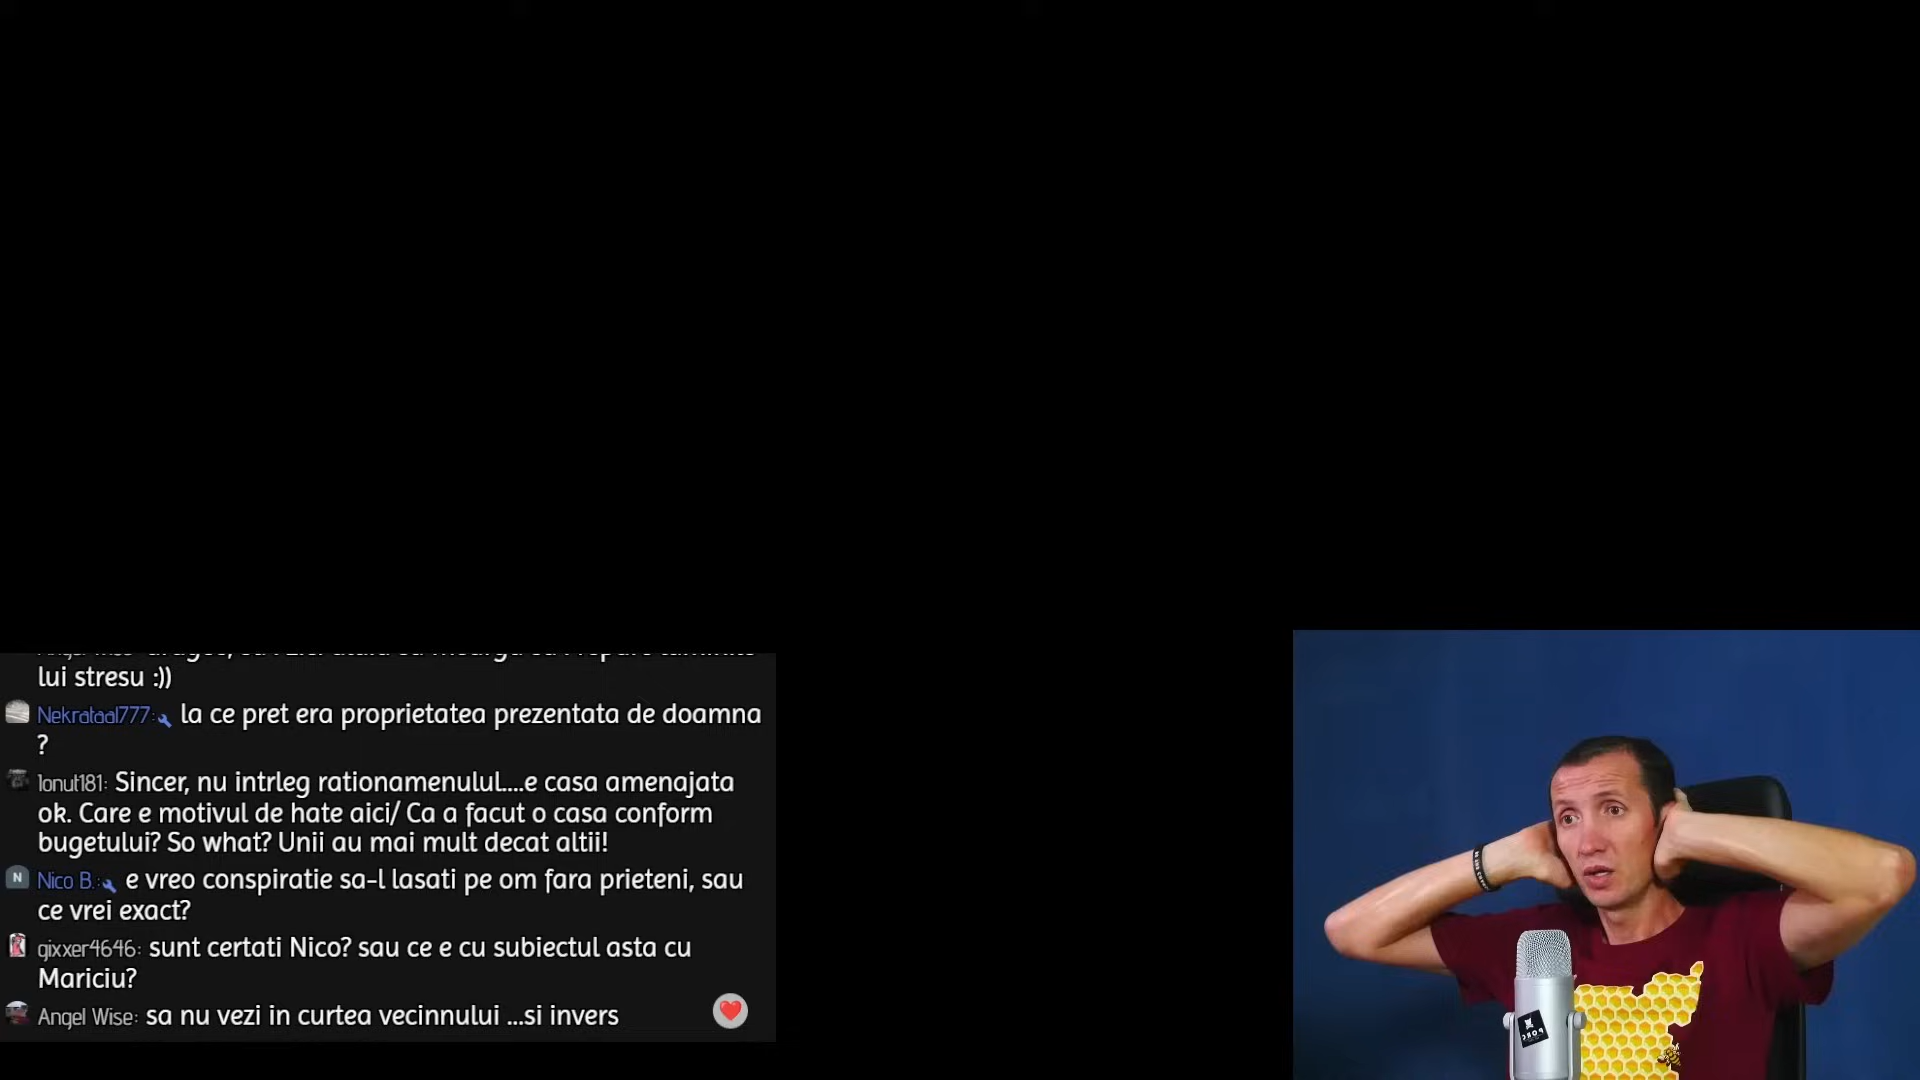 lui stresu :))
Nekrataal777: la ce pret era proprietatea prezentata de doamna
?
1onut181: Sincer, nu intrleg rationamenulul....e casa amenajata
ok. Care e motivul de hate aici/ Ca a facut o casa conform
bugetului? So what? Unii au mai mult decat altii!
N
Nico B.: e vreo conspiratie sa-l lasati pe om fara prieteni, sau
ce vrei exact?
gixxer4646: sunt certati Nico? sau ce e cu subiectul asta cu
Mariciu?
Angel Wise: sa nu vezi in curtea vecinnului ...si invers